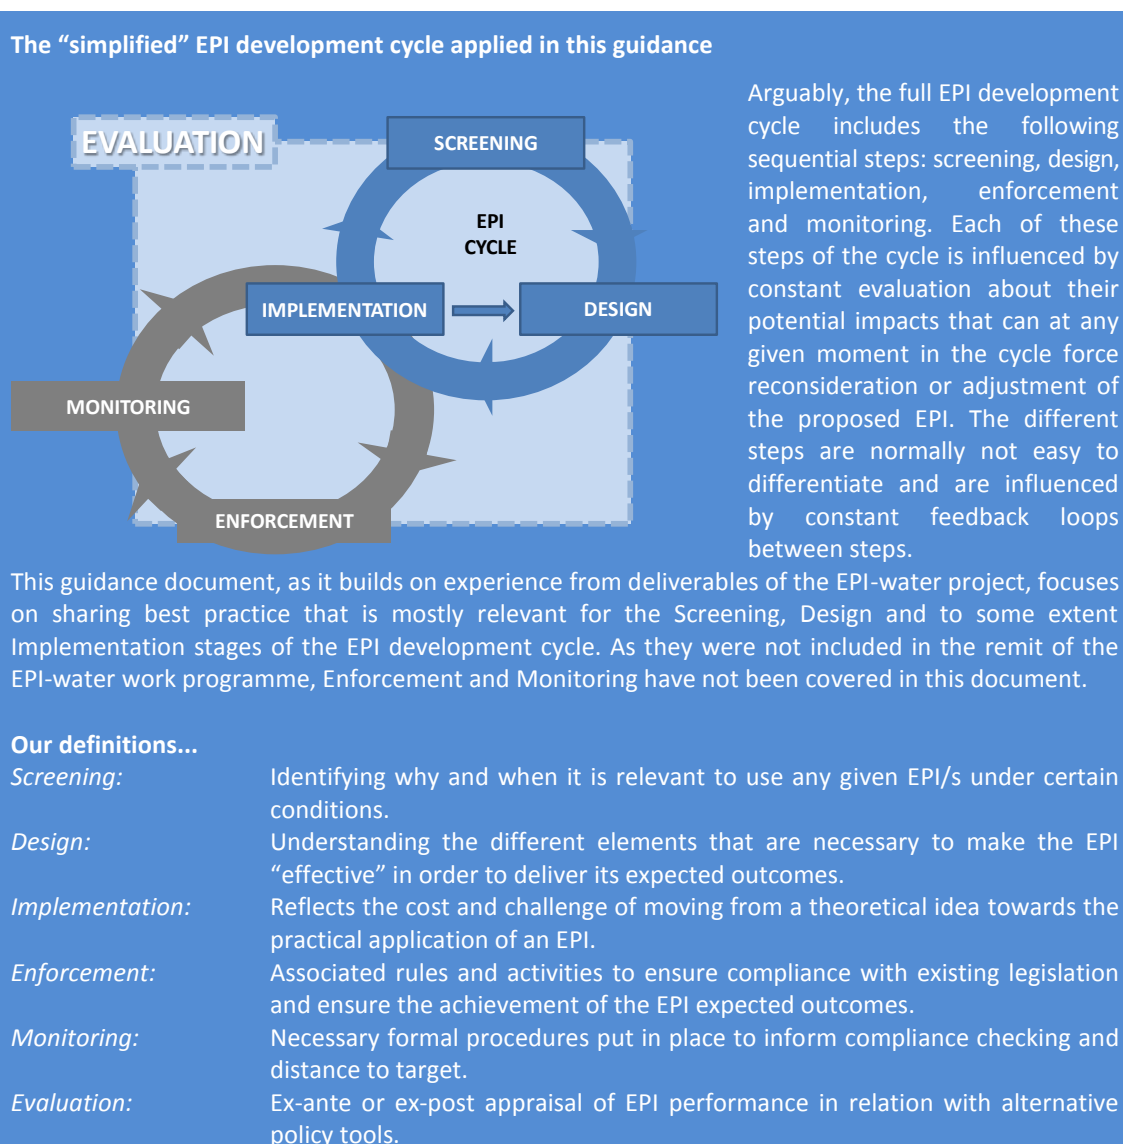 The “simplified” EPI development cycle applied in this guidance
EVALUATION
SCREENING
EPI
CYCLE
IMPLEMENTATION
DESIGN
MONITORING
ENFORCEMENT
Arguably, the full EPI development
cycle includes the following
sequential steps: screening, design,
implementation, enforcement
and monitoring. Each of these
steps of the cycle is influenced by
constant evaluation about their
potential impacts that can at any
given moment in the cycle force
reconsideration or adjustment of
the proposed EPI. The different
steps are normally not easy to
differentiate and are influenced
by constant feedback loops
between steps.
This guidance document, as it builds on experience from deliverables of the EPI-water project, focuses
on sharing best practice that is mostly relevant for the Screening, Design and to some extent
Implementation stages of the EPI development cycle. As they were not included in the remit of the
EPI-water work programme, Enforcement and Monitoring have not been covered in this document.
Our definitions...
Screening: Identifying why and when it is relevant to use any given EPI/s under certain
conditions.
Design: Understanding the different elements that are necessary to make the EPI
“effective” in order to deliver its expected outcomes.
Implementation: Reflects the cost and challenge of moving from a theoretical idea towards the
practical application of an EPI.
Enforcement: Associated rules and activities to ensure compliance with existing legislation
and ensure the achievement of the EPI expected outcomes.
Monitoring: Necessary formal procedures put in place to inform compliance checking and
distance to target.
Evaluation: Ex-ante or ex-post appraisal of EPI performance in relation with alternative
policy tools.